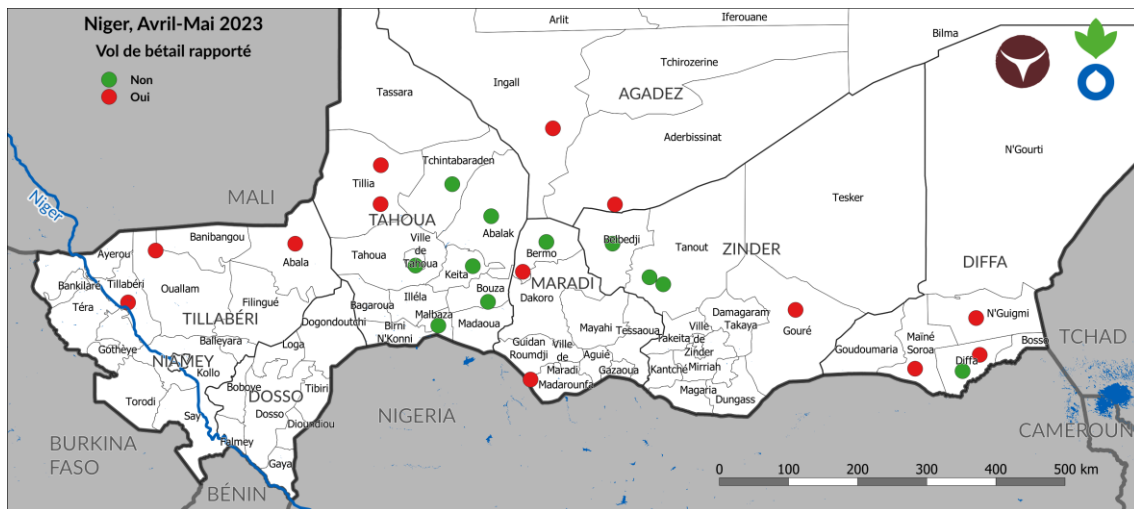 Niger, Avril-Mai 2023
Vol de bétail rapporté
Non
Oui
Arlit
Iferouane
Bilma
Tchirozerine
Ingall
Tassara
AGADEZ
Aderbissinat
N'Gourti
Tchintabaraden
Tillia
MALI
Niger
TAHOUA
Abalak
Tesker
Banibangou
Ayerou
Abala
Tahoua
Ville
de
Tahoua
Keita
Bermo
Belbedji
Tanout
ZINDER
DIFFA
Bankilaré
Tillabéri
Ouallam
Filingué
Téra
TILLABÉRI
Dogondoutchi
Bagaroua
Illéla
Bouza
Malbaza
Madaoua
Birni
N'Konni
MARADI
Dakoro
Mayahi
Tessaoua
Damagaram
Takaya
Gouré
Goudoumaria
Maïné
Soroa
N'Guigmi
Bosso
Diffa
TCHAD
Gothèye
NIAMEY
Balleyara
Loga
Kollo
Guidan
Roumdji
Ville
de
Maradi
Aguié
Gazaoua
Madarounfa
Takeita
Ville
de
Zinder
Kantché
Mirriah
Magaria
Dungass
Torodi
Say
Boboye
DOSSO
Tibiri
Dosso
Dioundiou
Falmey
Gaya
NIGERIA
CAMEROUN
BURKINA
FASO
BÉNIN
0 100 200 300 400 500 km